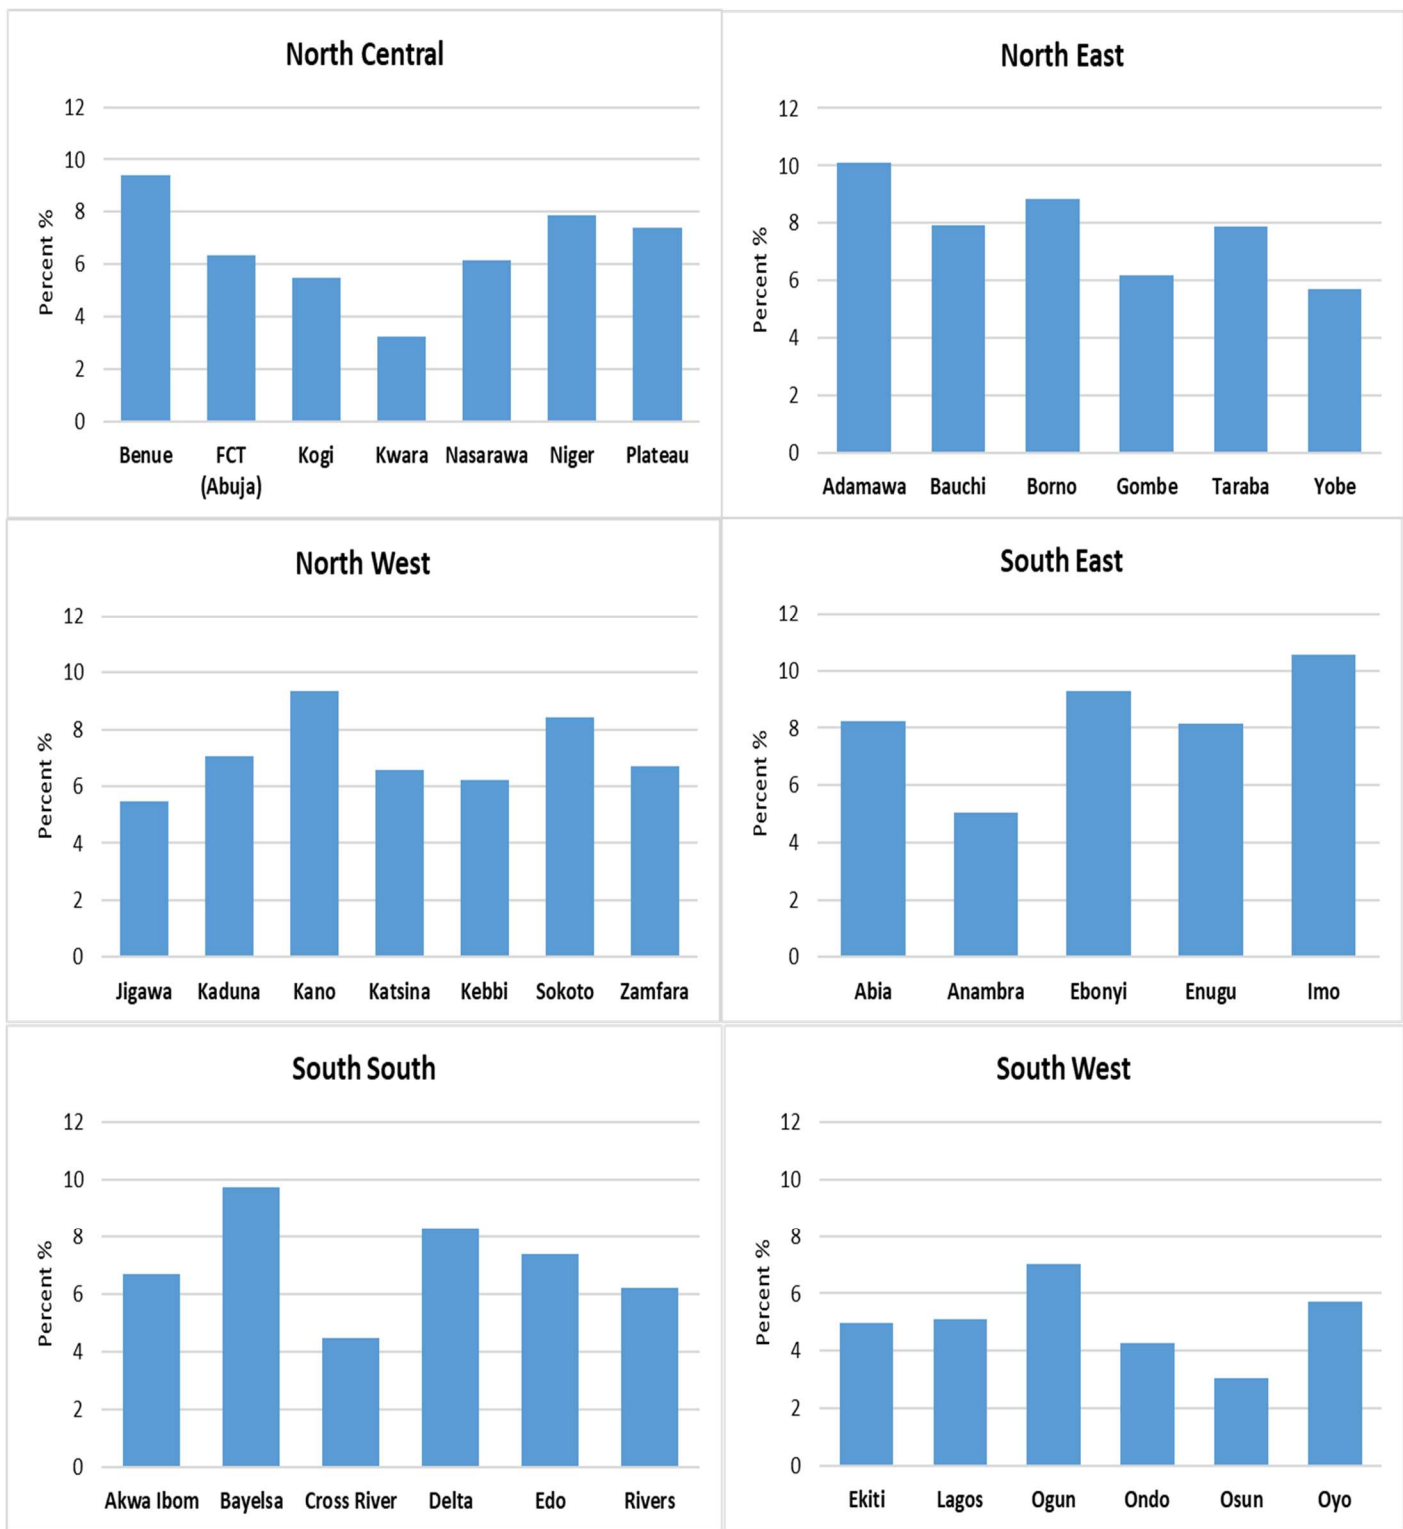 North Central
Percent %
12
10
8
6
4
2
0
Benue FCT (Abuja) Kogi Kwara Nasarawa Niger Plateau
North East
Percent %
12
10
8
6
4
2
0
Adamawa Bauchi Borno Gombe Taraba Yobe
North West
Percent %
12
10
8
6
4
2
0
Jigawa Kaduna Kano Katsina Kebbi Sokoto Zamfara
South East
Percent %
12
10
8
6
4
2
0
Abia Anambra Ebonyi Enugu Imo
South South
Percent %
12
10
8
6
4
2
0
Akwa Ibom Bayelsa Cross River Delta Edo Rivers
South West
Percent %
12
10
8
6
4
2
0
Ekiti Lagos Ogun Ondo Osun Oyo